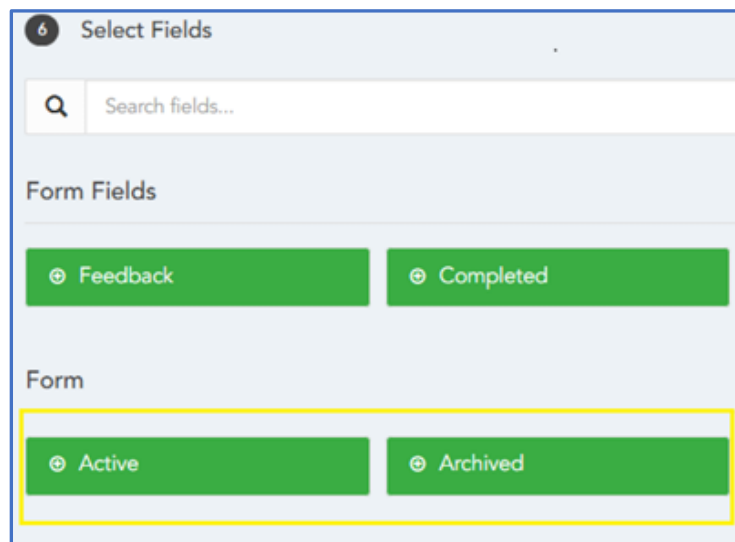 6 Select Fields
Search fields...
Form Fields
Feedback Completed
Form
Active Archived